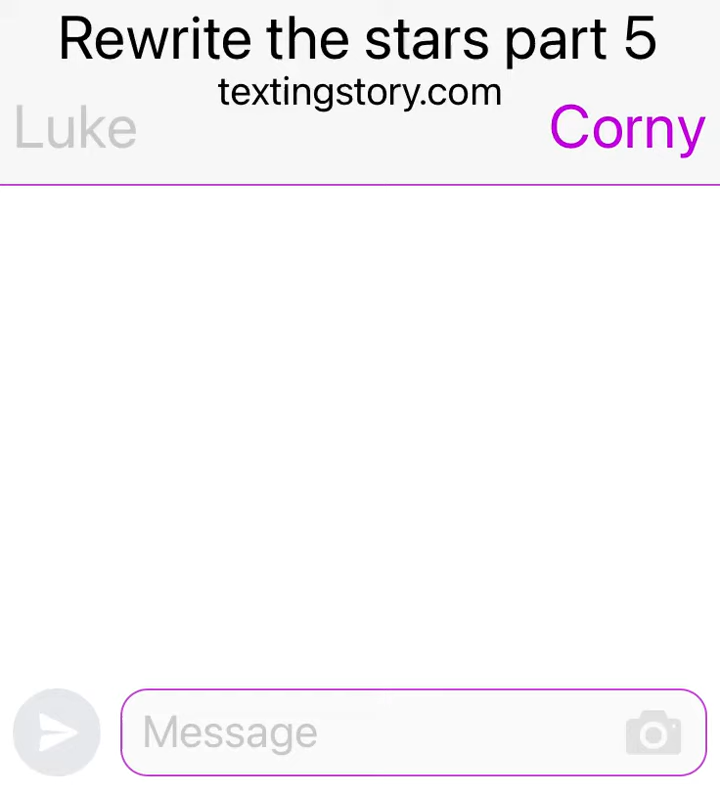 Rewrite the stars part 5
textingstory.com
Luke
Corny
Message